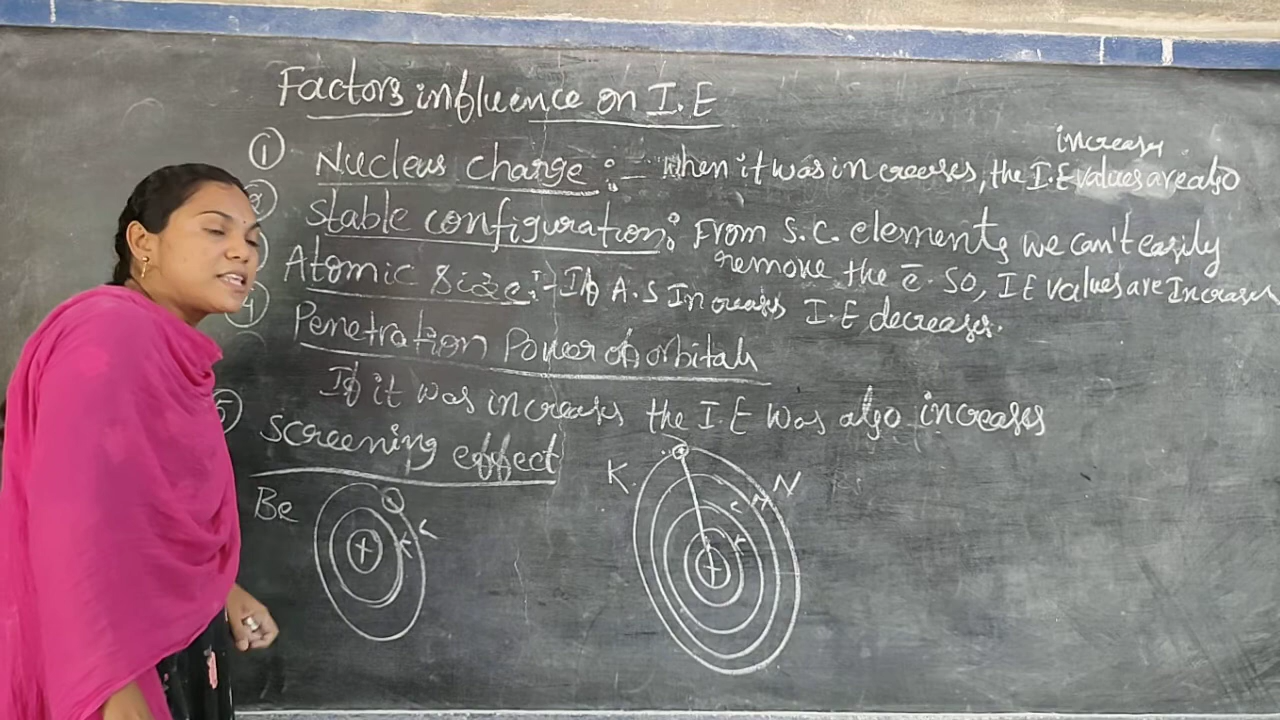 Factors influence on I.E
① Nucleus charge :- when it was increases, the I.E values are also increases
② Stable configuration: From S.C. elements we can't easily remove the e̅. So, I E values are Increases
Atomic Size:- If A.S Increases I.E decreases.
④ Penetration Power of orbitals
If it was increases the I.E was also increases
⑤ Screening effect
Be
L
K
K
N
M
L
K